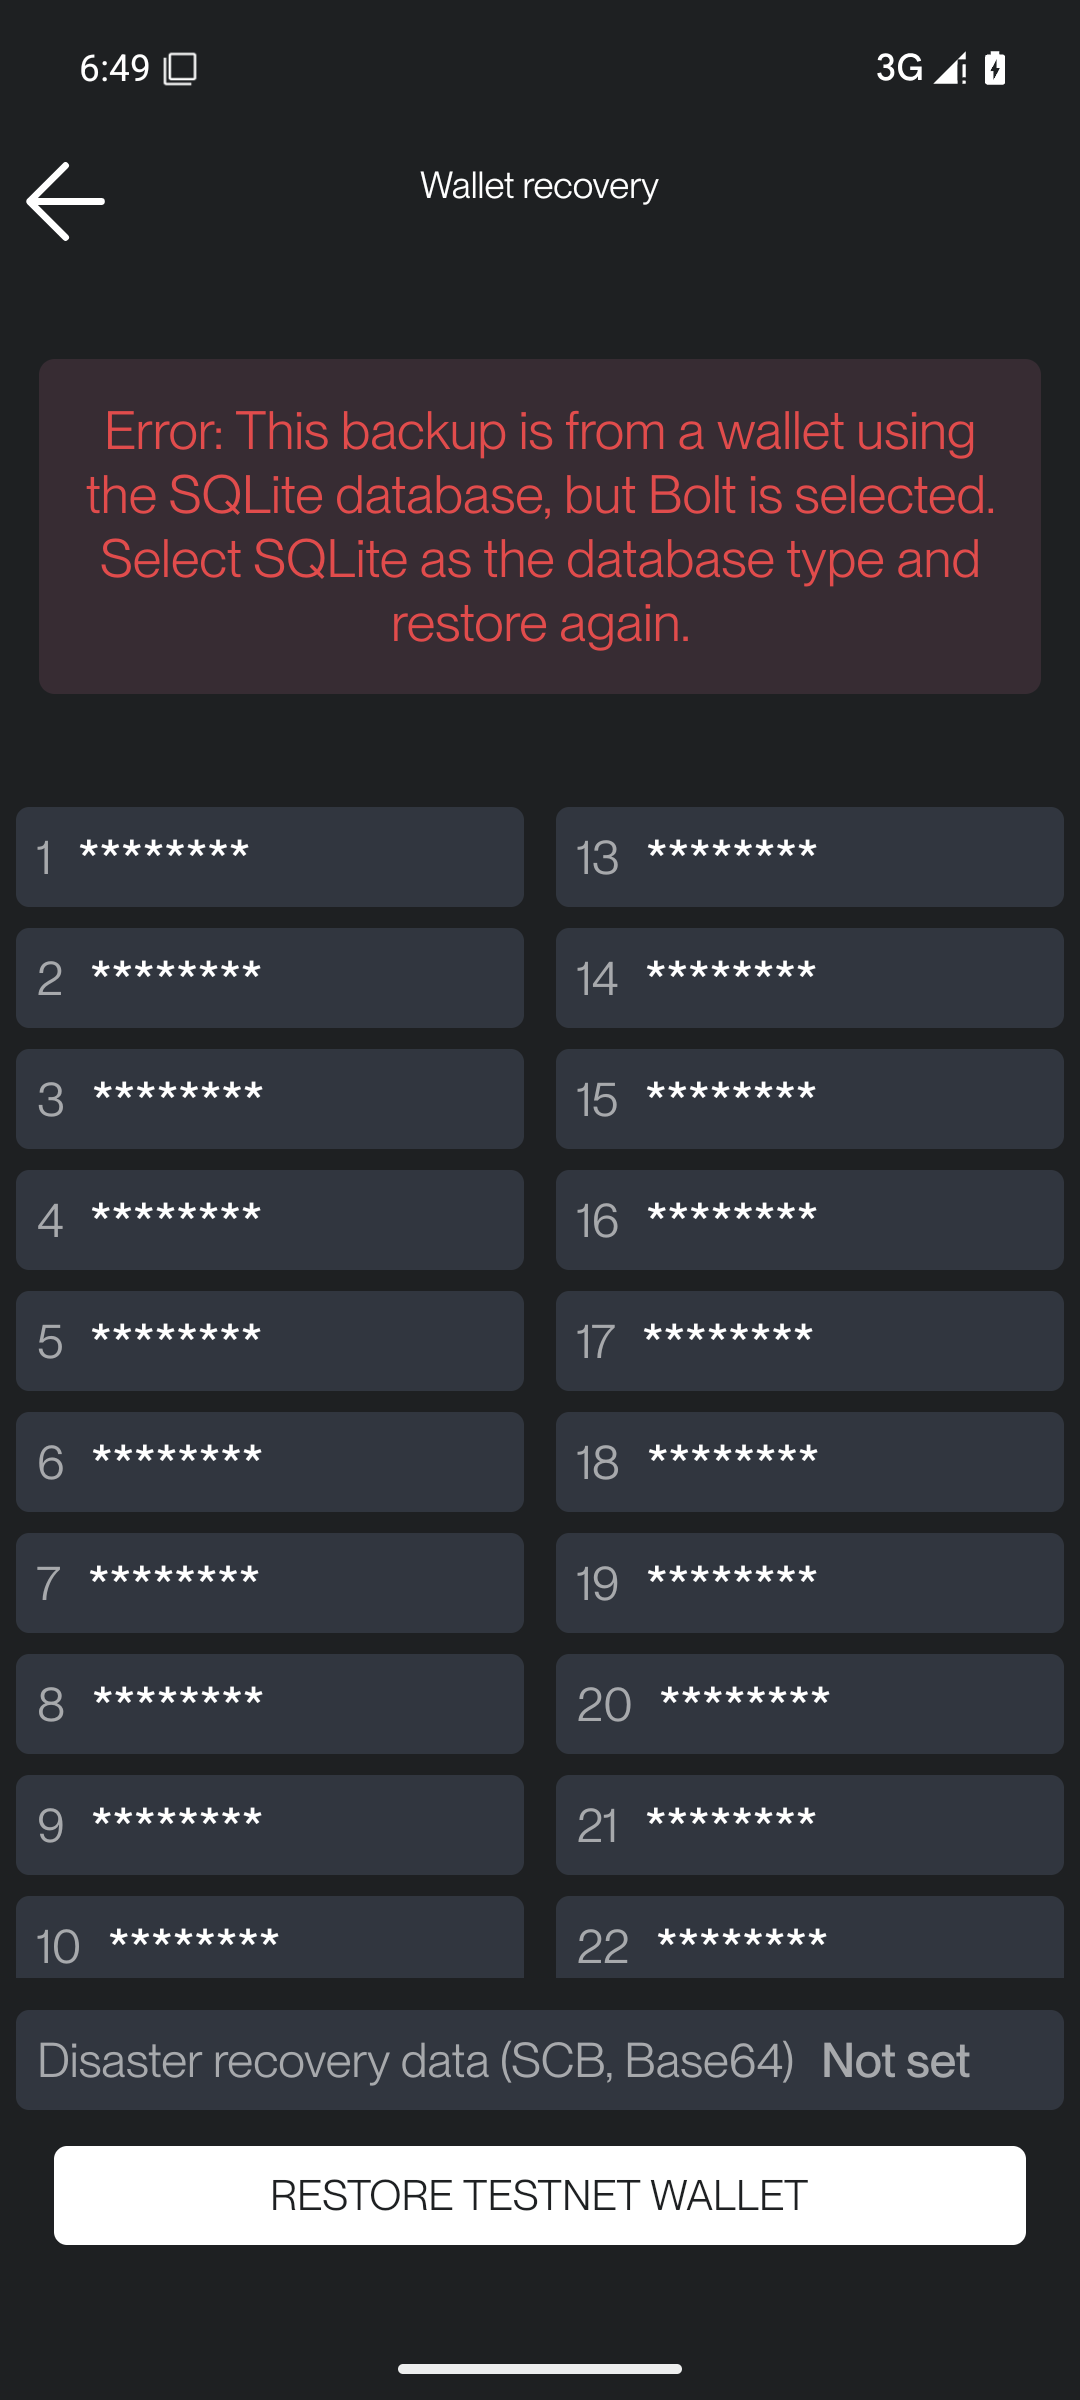 6:49
3G
Wallet recovery
Error: This backup is from a wallet using
the SQLite database, but Bolt is selected.
Select SQLite as the database type and
restore again.
1 ********
13 ********
2 ********
14 ********
3 ********
15 ********
4 ********
16 ********
5 ********
17 ********
6 ********
18 ********
7 ********
19 ********
8 ********
20 ********
9 ********
21 ********
10 ********
22 ********
Disaster recovery data (SCB, Base64) Not set
RESTORE TESTNET WALLET